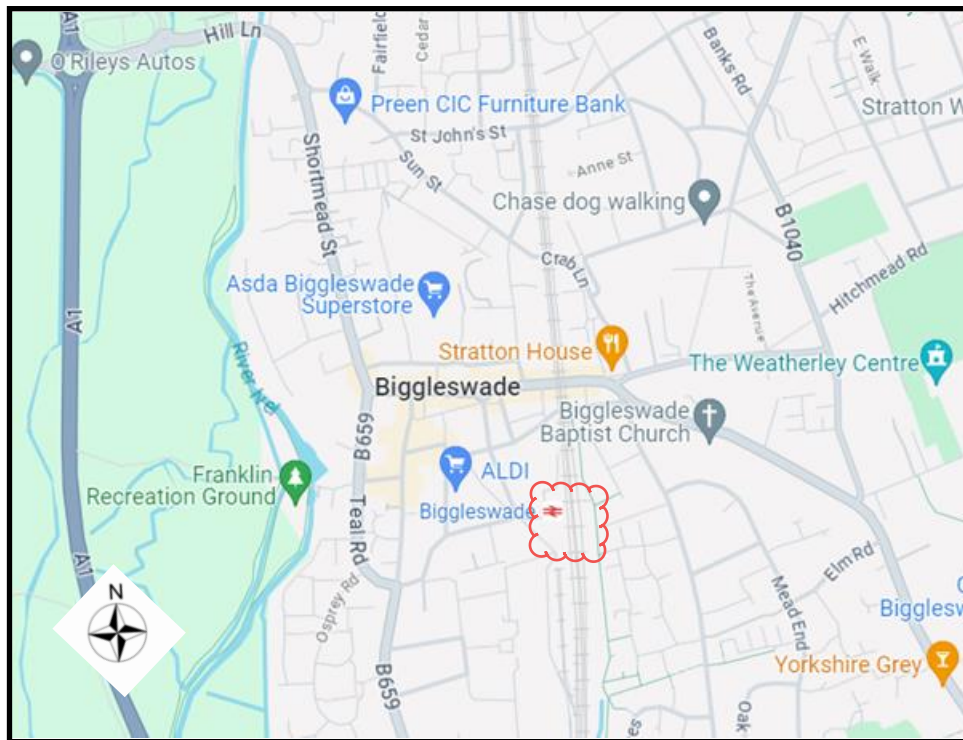 A1
Hill Ln
Fairfield
Cedar
Banks Rd
E Walk
O'Rileys Autos
Preen CIC Furniture Bank
Stratton W
St John's St
Shortmead St
Sun St
Anne St
Chase dog walking
B1040
Crab Ln
Hitchmead Rd
Asda Biggleswade
Superstore
The Avenue
A1
River Ivel
Stratton House
The Weatherley Centre
Biggleswade
Biggleswade
Baptist Church
B659
ALDI
Franklin
Recreation Ground
Biggleswade
Teal Rd
A1
Elm Rd
N
Osprey Rd
Mead End
Bigglesw
Yorkshire Grey
B659
Oak